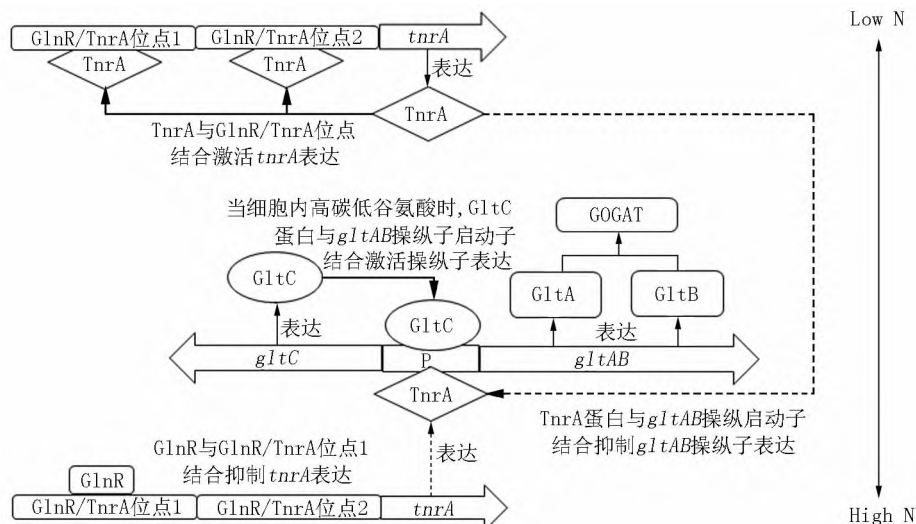 Low N
GlnR/TnrA位点1
GlnR/TnrA位点2
tnrA
TnrA
TnrA
表达
TnrA
TnrA与GlnR/TnrA位点
结合激活tnrA表达
当细胞内高碳低谷氨酸时,GltC
蛋白与gltAB操纵子启动子
结合激活操纵子表达
GOGAT
GltC
GltA
GltB
表达
GltC
表达
gltC
P
gltAB
TnrA
TnrA蛋白与gltAB操纵启动子
结合抑制gltAB操纵子表达
GlnR与GlnR/TnrA位点1
结合抑制tnrA表达
表达
GlnR
GlnR/TnrA位点1
GlnR/TnrA位点2
tnrA
High N